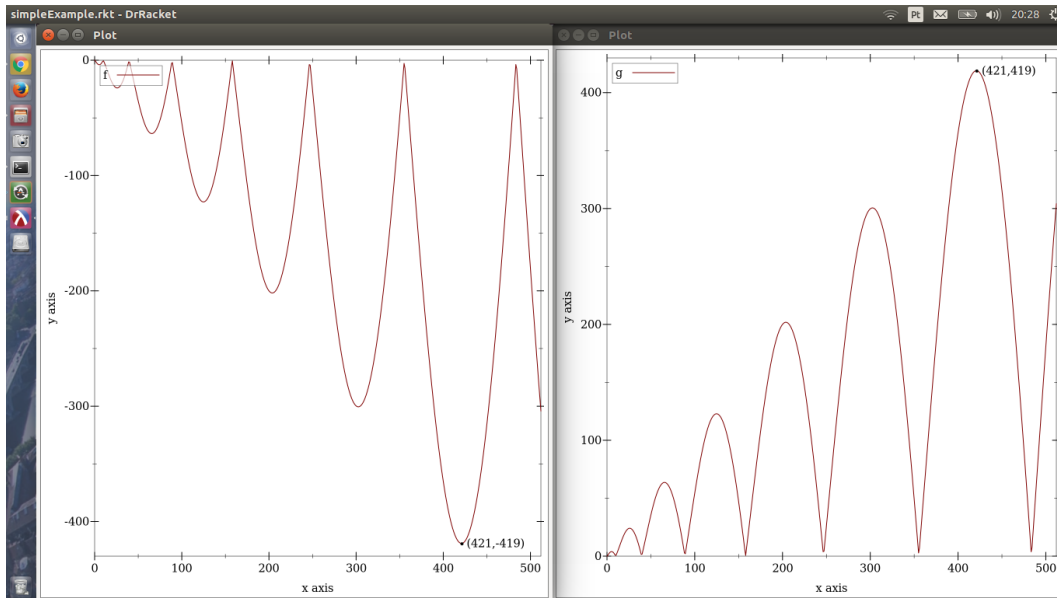 simpleExample.rkt - DrRacket
Pt
20:28
Plot
f
0
-100
-200
-300
-400
y axis
(421,-419)
0 100 200 300 400 500
x axis
Plot
g
(421,419)
400
300
200
100
0
y axis
0 100 200 300 400 500
x axis